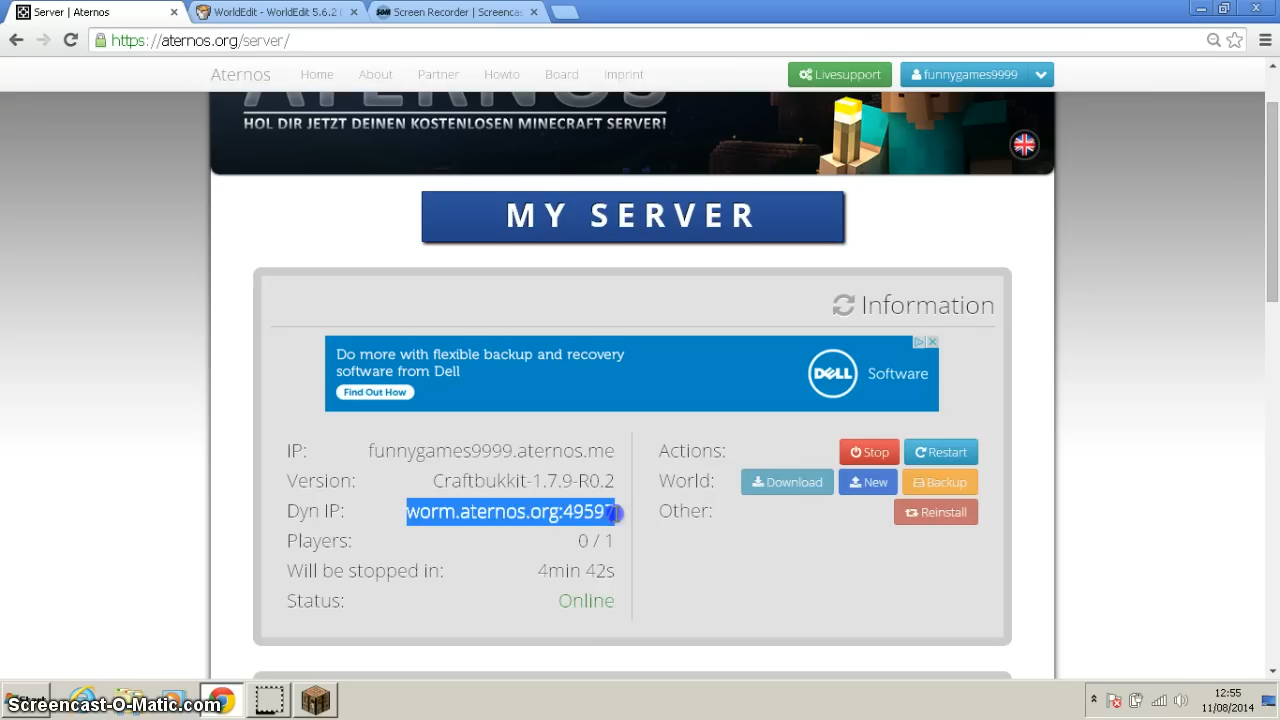 Server | Aternos
WorldEdit - WorldEdit 5.6.2
Screen Recorder | Screencas
https://aternos.org/server/
Aternos Home About Partner Howto Board Imprint Livesupport funnygames9999
ATERNOS
HOL DIR JETZT DEINEN KOSTENLOSEN MINECRAFT SERVER!
MY SERVER
Information
Do more with flexible backup and recovery
software from Dell
Find Out How
DELL Software
IP: funnygames9999.aternos.me
Version: Craftbukkit-1.7.9-R0.2
Dyn IP: worm.aternos.org:49597
Players: 0 / 1
Will be stopped in: 4min 42s
Status: Online
Actions: Stop Restart
World: Download New Backup
Other: Reinstall
Screencast-O-Matic.com
12:55
11/08/2014